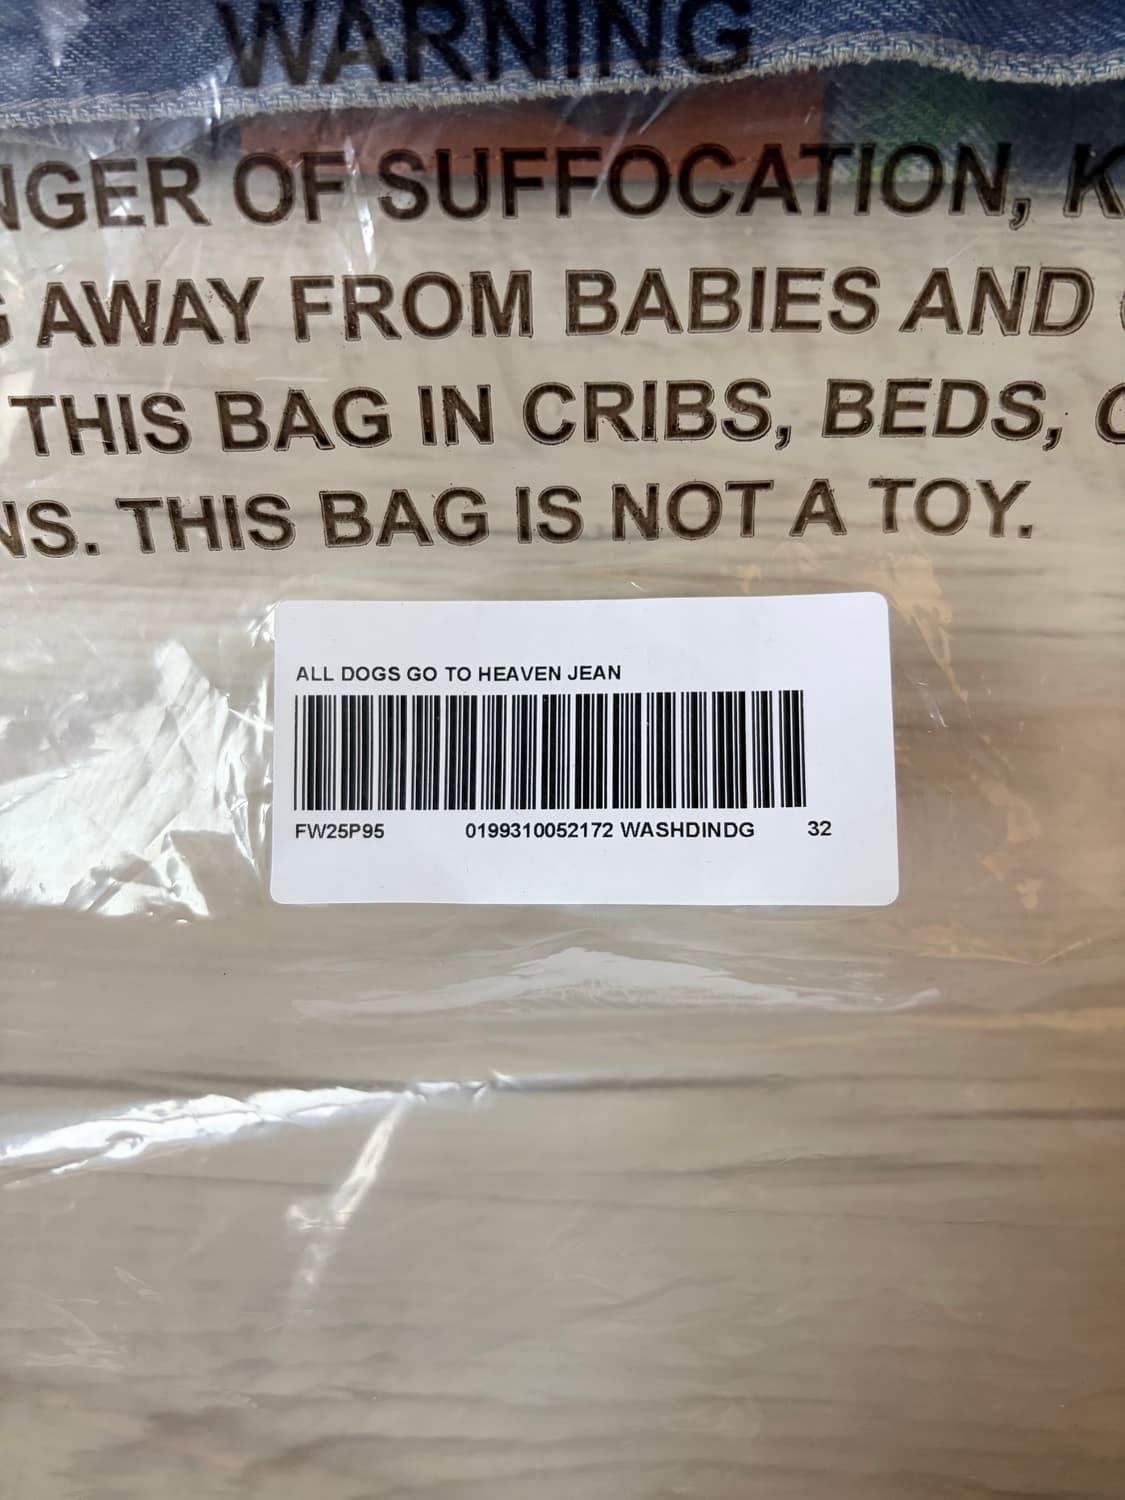 WARNING
NGER OF SUFFOCATION, K
G AWAY FROM BABIES AND
THIS BAG IN CRIBS, BEDS,
NS. THIS BAG IS NOT A TOY.
ALL DOGS GO TO HEAVEN JEAN
FW25P95 0199310052172 WASHDINDG 32